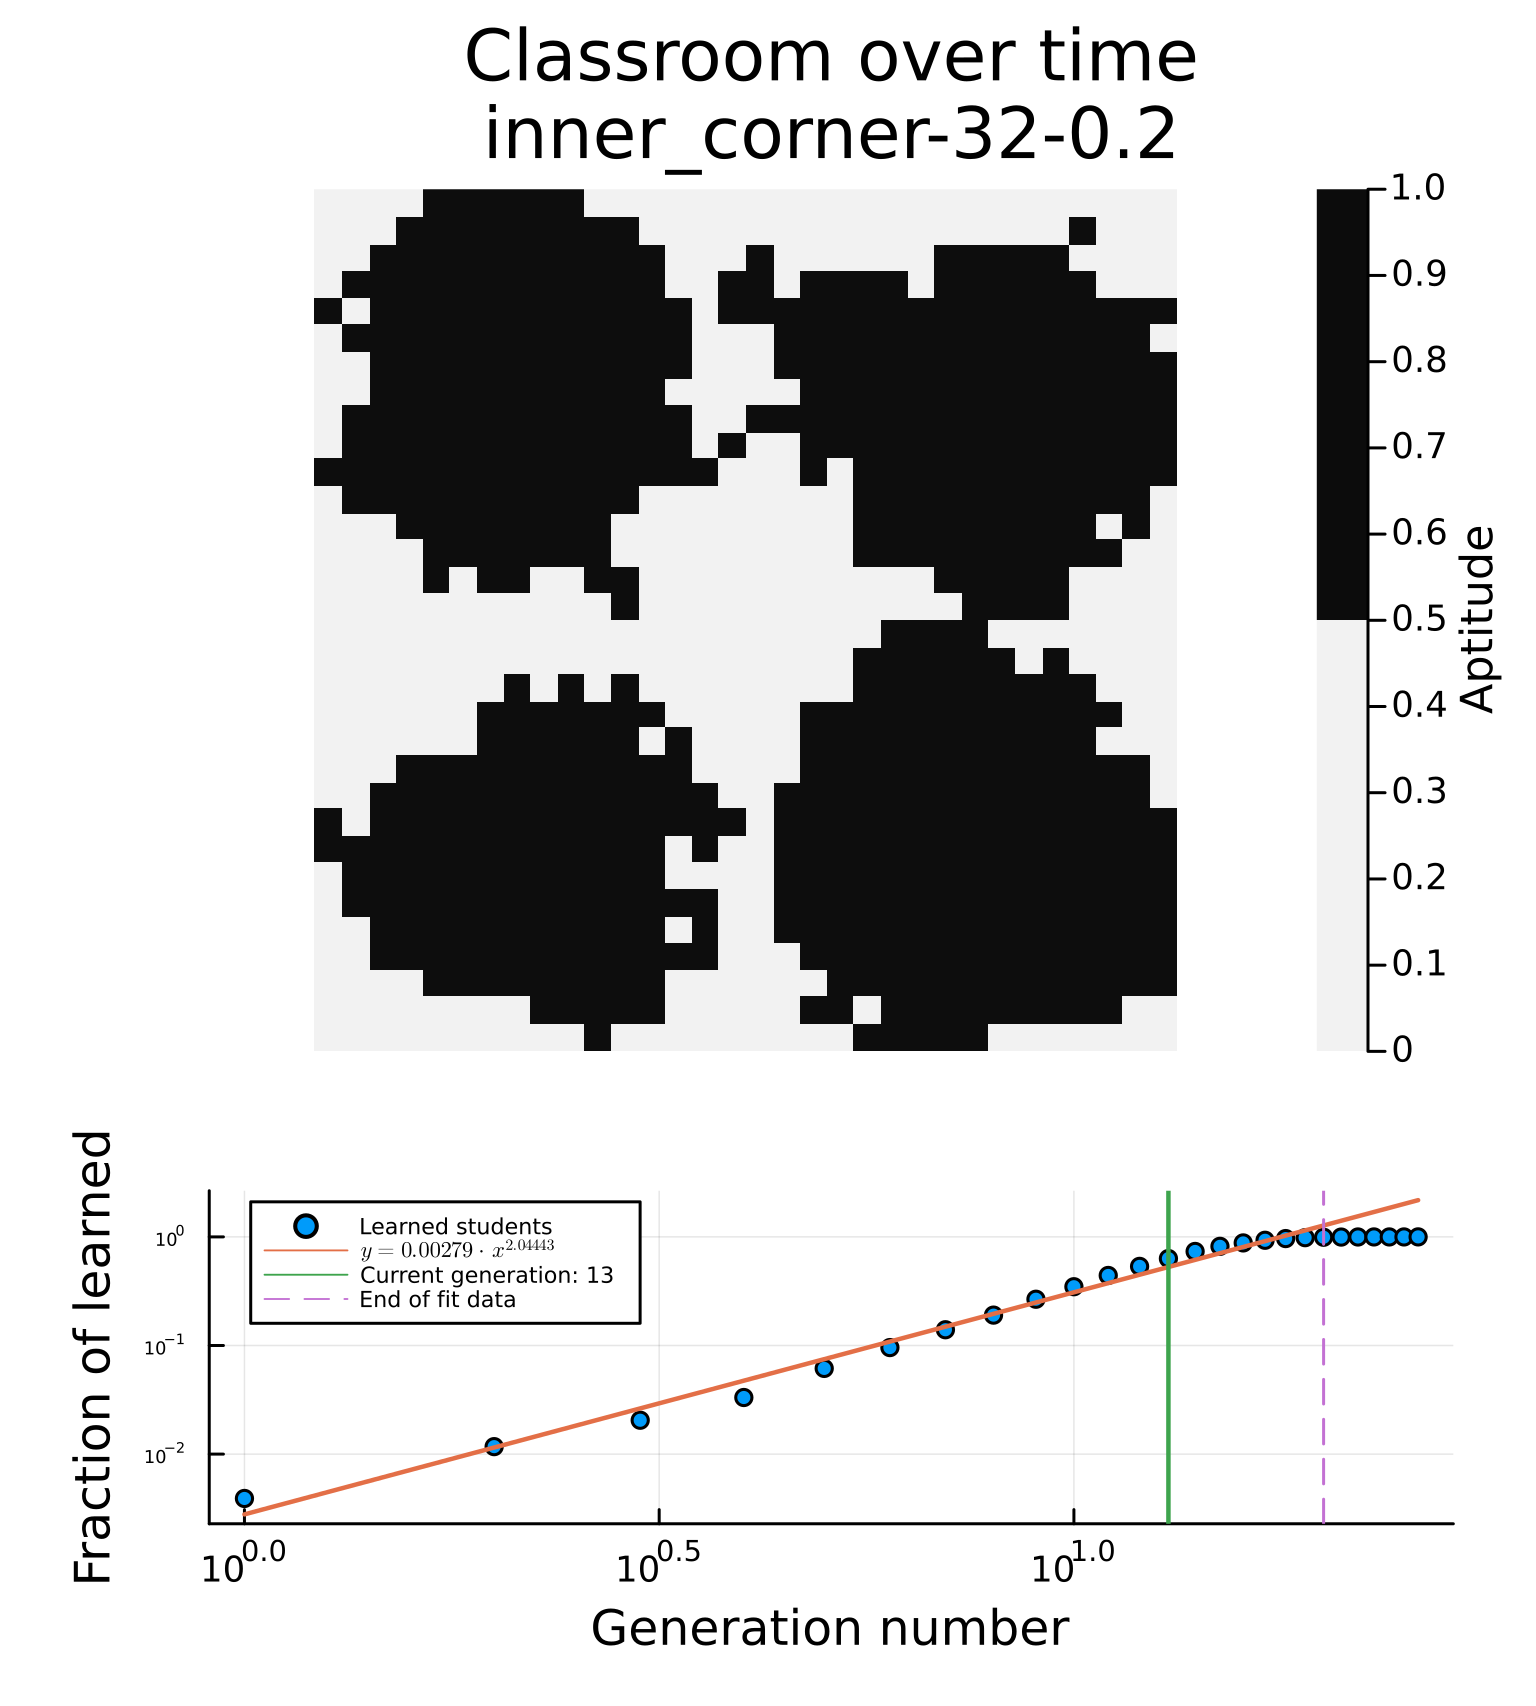 Classroom over time
inner_corner-32-0.2
1.0
0.9
0.8
0.7
0.6
0.5
0.4
0.3
0.2
0.1
0
Aptitude
Fraction of learned
10^0
10^-1
10^-2
Learned students
y = 0.00279 · x^2.04443
Current generation: 13
End of fit data
10^0.0
10^0.5
10^1.0
Generation number